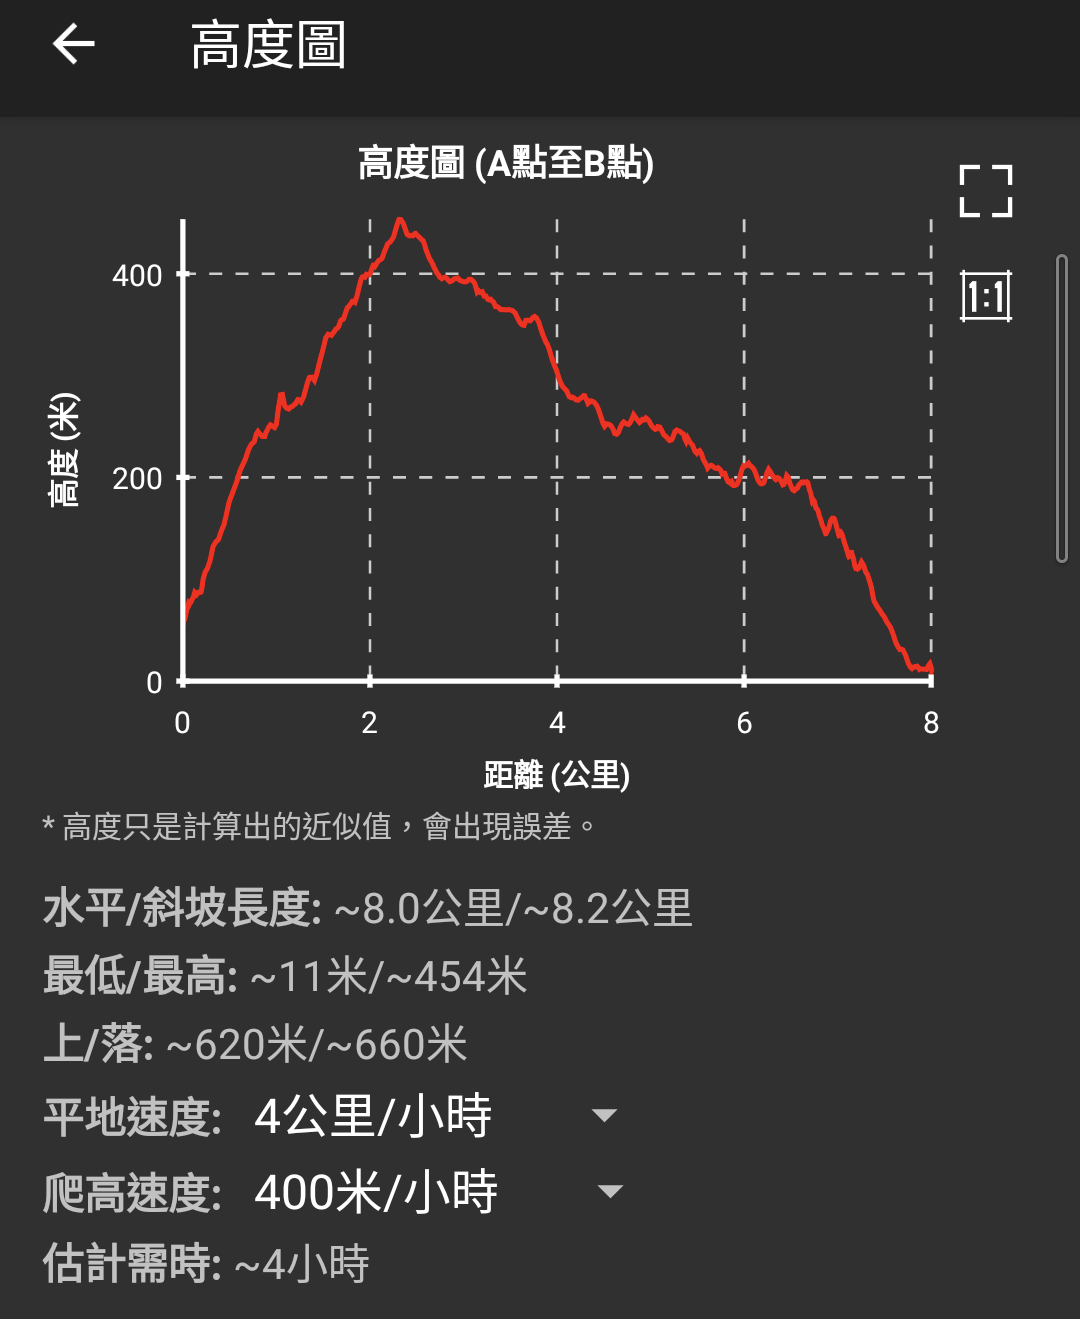 高度圖
高度圖 (A點至B點)
1:1
400
200
0
高度 (米)
0 2 4 6 8
距離 (公里)
* 高度只是計算出的近似值，會出現誤差。
水平/斜坡長度: ~8.0公里/~8.2公里
最低/最高: ~11米/~454米
上/落: ~620米/~660米
平地速度: 4公里/小時
爬高速度: 400米/小時
估計需時: ~4小時